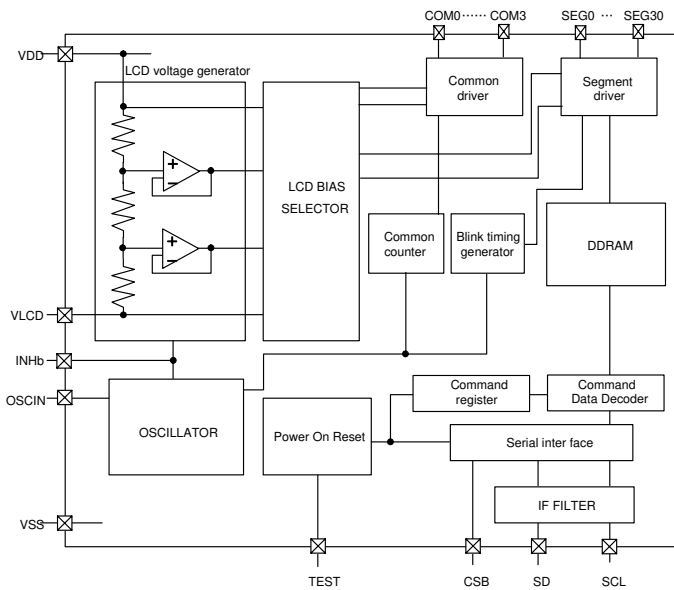 COM0 ······ COM3 SEG0 ··· SEG30
VDD
LCD voltage generator
Common
driver
Segment
driver
+
−
LCD BIAS
SELECTOR
Common
counter
Blink timing
generator
DDRAM
+
−
VLCD
INHb
OSCIN
OSCILLATOR
Command
register
Command
Data Decoder
Power On Reset
Serial inter face
IF FILTER
VSS
TEST CSB SD SCL